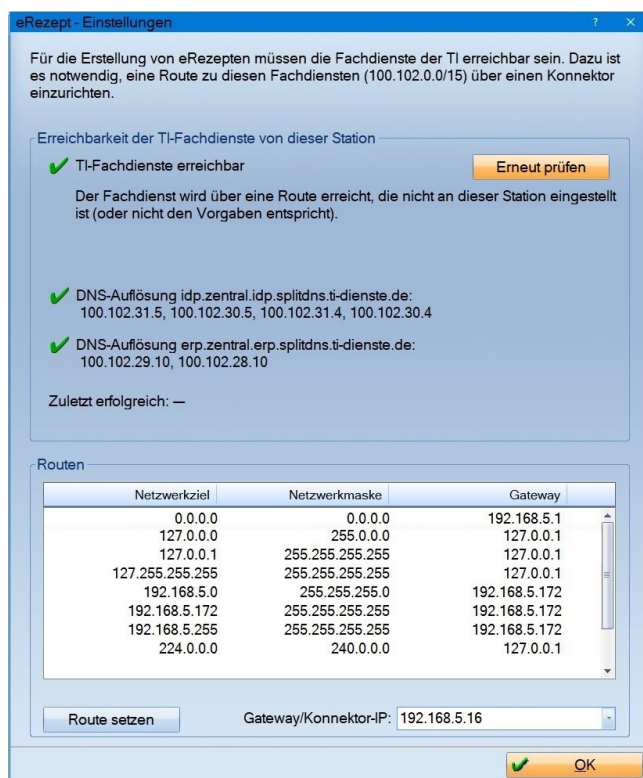 eRezept - Einstellungen
Für die Erstellung von eRezepten müssen die Fachdienste der TI erreichbar sein. Dazu ist
es notwendig, eine Route zu diesen Fachdiensten (100.102.0.0/15) über einen Konnektor
einzurichten.
Erreichbarkeit der TI-Fachdienste von dieser Station
TI-Fachdienste erreichbar
Erneut prüfen
Der Fachdienst wird über eine Route erreicht, die nicht an dieser Station eingestellt
ist (oder nicht den Vorgaben entspricht).
DNS-Auflösung idp.zentral.idp.splitdns.ti-dienste.de:
100.102.31.5, 100.102.30.5, 100.102.31.4, 100.102.30.4
DNS-Auflösung erp.zentral.erp.splitdns.ti-dienste.de:
100.102.29.10, 100.102.28.10
Zuletzt erfolgreich: —
Routen
Netzwerkziel Netzwerkmaske Gateway
0.0.0.0 0.0.0.0 192.168.5.1
127.0.0.0 255.0.0.0 127.0.0.1
127.0.0.1 255.255.255.255 127.0.0.1
127.255.255.255 255.255.255.255 127.0.0.1
192.168.5.0 255.255.255.0 192.168.5.172
192.168.5.172 255.255.255.255 192.168.5.172
192.168.5.255 255.255.255.255 192.168.5.172
224.0.0.0 240.0.0.0 127.0.0.1
Route setzen
Gateway/Konnektor-IP: 192.168.5.16
OK